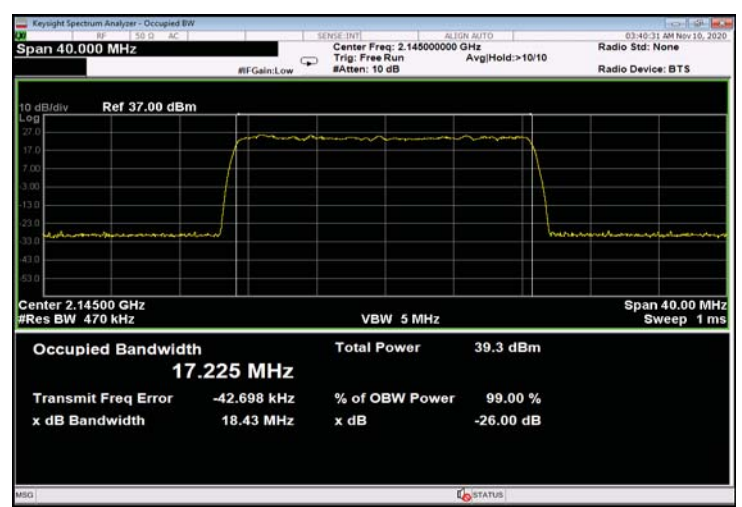 Keysight Spectrum Analyzer - Occupied BW
RF 50 Ω AC SENSE:INT ALIGN AUTO 03:40:31 AM Nov 10, 2020
Span 40.000 MHz Center Freq: 2.145000000 GHz Radio Std: None
Trig: Free Run Avg|Hold:>10/10
#IFGain:Low #Atten: 10 dB Radio Device: BTS
10 dB/div Ref 37.00 dBm
Log
27.0
17.0
7.00
-3.00
-13.0
-23.0
-33.0
-43.0
-53.0
Center 2.14500 GHz Span 40.00 MHz
#Res BW 470 kHz VBW 5 MHz Sweep 1 ms
Occupied Bandwidth Total Power 39.3 dBm
17.225 MHz
Transmit Freq Error -42.698 kHz % of OBW Power 99.00 %
x dB Bandwidth 18.43 MHz x dB -26.00 dB
MSG STATUS